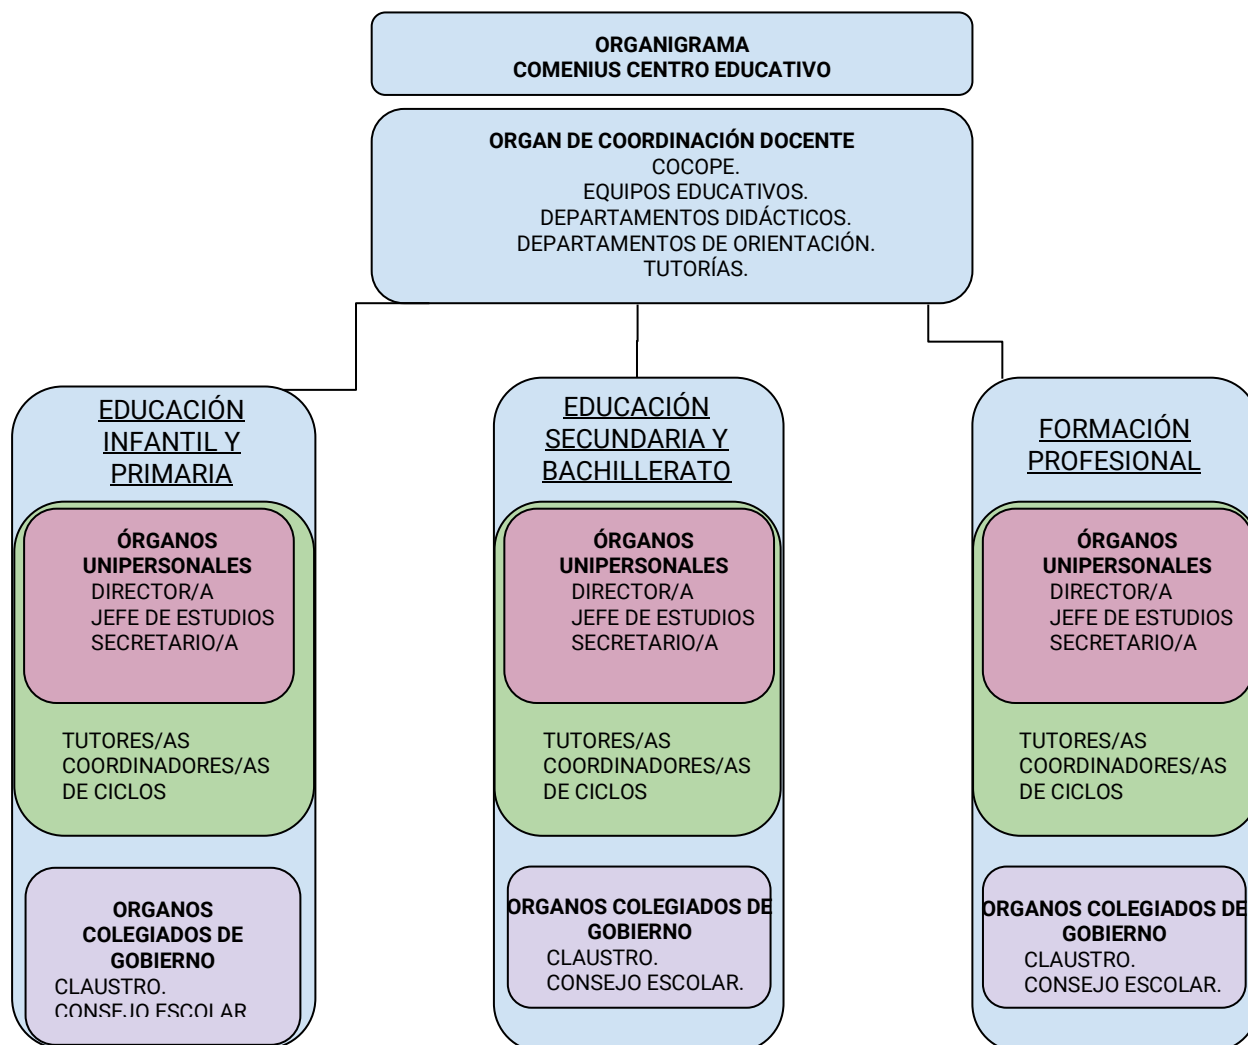 ORGANIGRAMA
COMENIUS CENTRO EDUCATIVO
ORGAN DE COORDINACIÓN DOCENTE
COCOPE.
EQUIPOS EDUCATIVOS.
DEPARTAMENTOS DIDÁCTICOS.
DEPARTAMENTOS DE ORIENTACIÓN.
TUTORÍAS.
EDUCACIÓN
INFANTIL Y
PRIMARIA
ÓRGANOS
UNIPERSONALES
DIRECTOR/A
JEFE DE ESTUDIOS
SECRETARIO/A
TUTORES/AS
COORDINADORES/AS
DE CICLOS
ORGANOS
COLEGIADOS DE
GOBIERNO
CLAUSTRO.
CONSEJO ESCOLAR
EDUCACIÓN
SECUNDARIA Y
BACHILLERATO
ÓRGANOS
UNIPERSONALES
DIRECTOR/A
JEFE DE ESTUDIOS
SECRETARIO/A
TUTORES/AS
COORDINADORES/AS
DE CICLOS
ORGANOS COLEGIADOS DE
GOBIERNO
CLAUSTRO.
CONSEJO ESCOLAR.
FORMACIÓN
PROFESIONAL
ÓRGANOS
UNIPERSONALES
DIRECTOR/A
JEFE DE ESTUDIOS
SECRETARIO/A
TUTORES/AS
COORDINADORES/AS
DE CICLOS
ORGANOS COLEGIADOS DE
GOBIERNO
CLAUSTRO.
CONSEJO ESCOLAR.